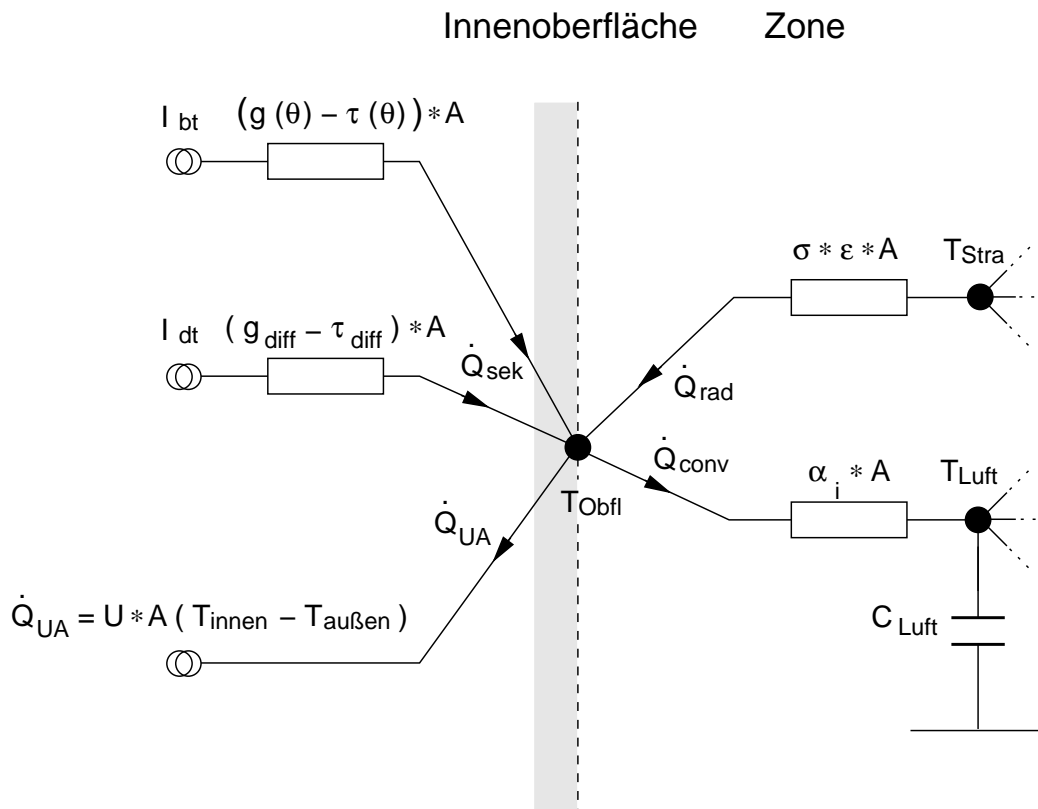 Innenoberfläche Zone
I bt (g (θ) − τ (θ)) * A
σ * ε * A T Stra
I dt (g diff − τ diff) * A
Q̇ sek
Q̇ rad
Q̇ conv
α i * A T Luft
T Obfl
Q̇ UA
Q̇ UA = U * A (T innen − T außen)
C Luft